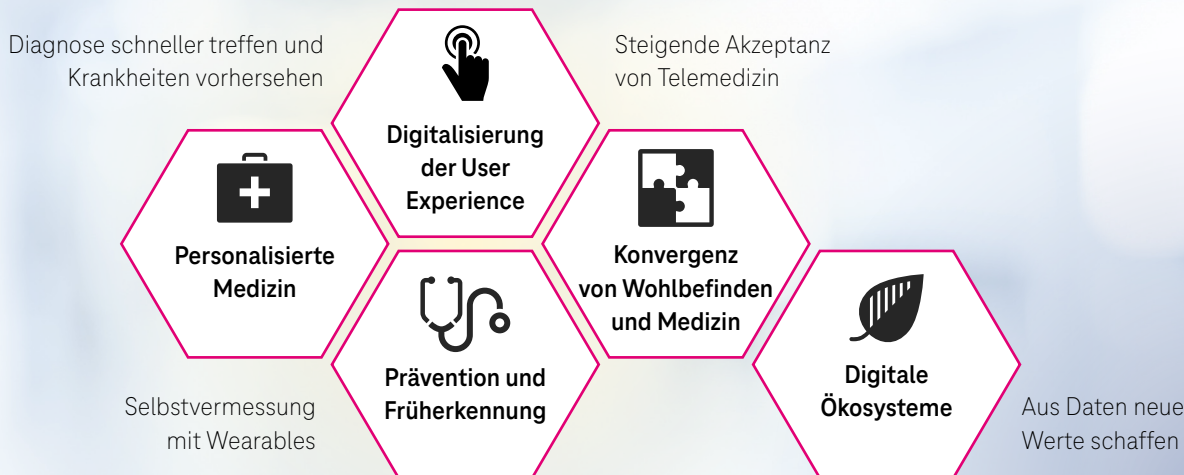 Diagnose schneller treffen und
Krankheiten vorhersehen
Steigende Akzeptanz
von Telemedizin
Digitalisierung
der User
Experience
Personalisierte
Medizin
Konvergenz
von Wohlbefinden
und Medizin
Prävention und
Früherkennung
Digitale
Ökosysteme
Selbstvermessung
mit Wearables
Aus Daten neue
Werte schaffen